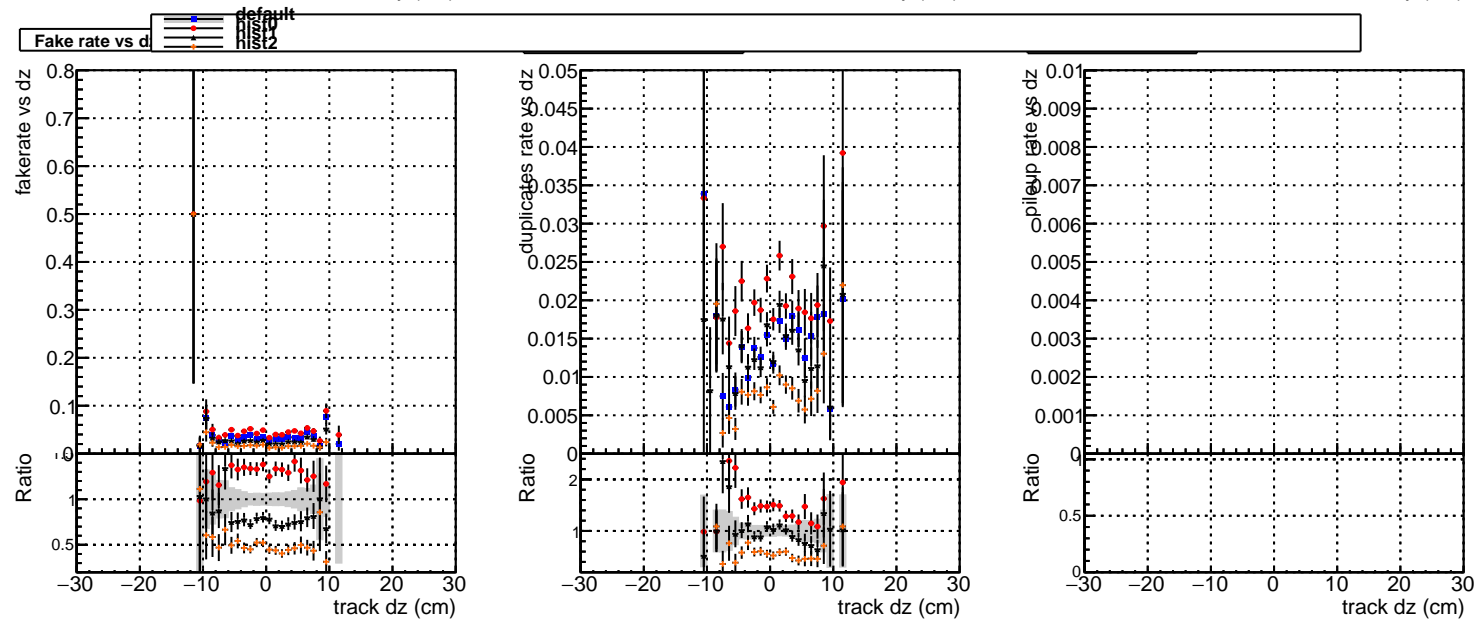 default
hist0
hist1
hist2
Fake rate vs dz
fakerate vs dz
0.8
0.7
0.6
0.5
0.4
0.3
0.2
0.1
0
Ratio
1
0.5
−30 −20 −10 0 10 20 30
track dz (cm)
duplicates rate vs dz
0.05
0.045
0.04
0.035
0.03
0.025
0.02
0.015
0.01
0.005
0
Ratio
2
1
−30 −20 −10 0 10 20 30
track dz (cm)
pileup rate vs dz
0.01
0.009
0.008
0.007
0.006
0.005
0.004
0.003
0.002
0.001
0
Ratio
1
0.5
0
−30 −20 −10 0 10 20 30
track dz (cm)